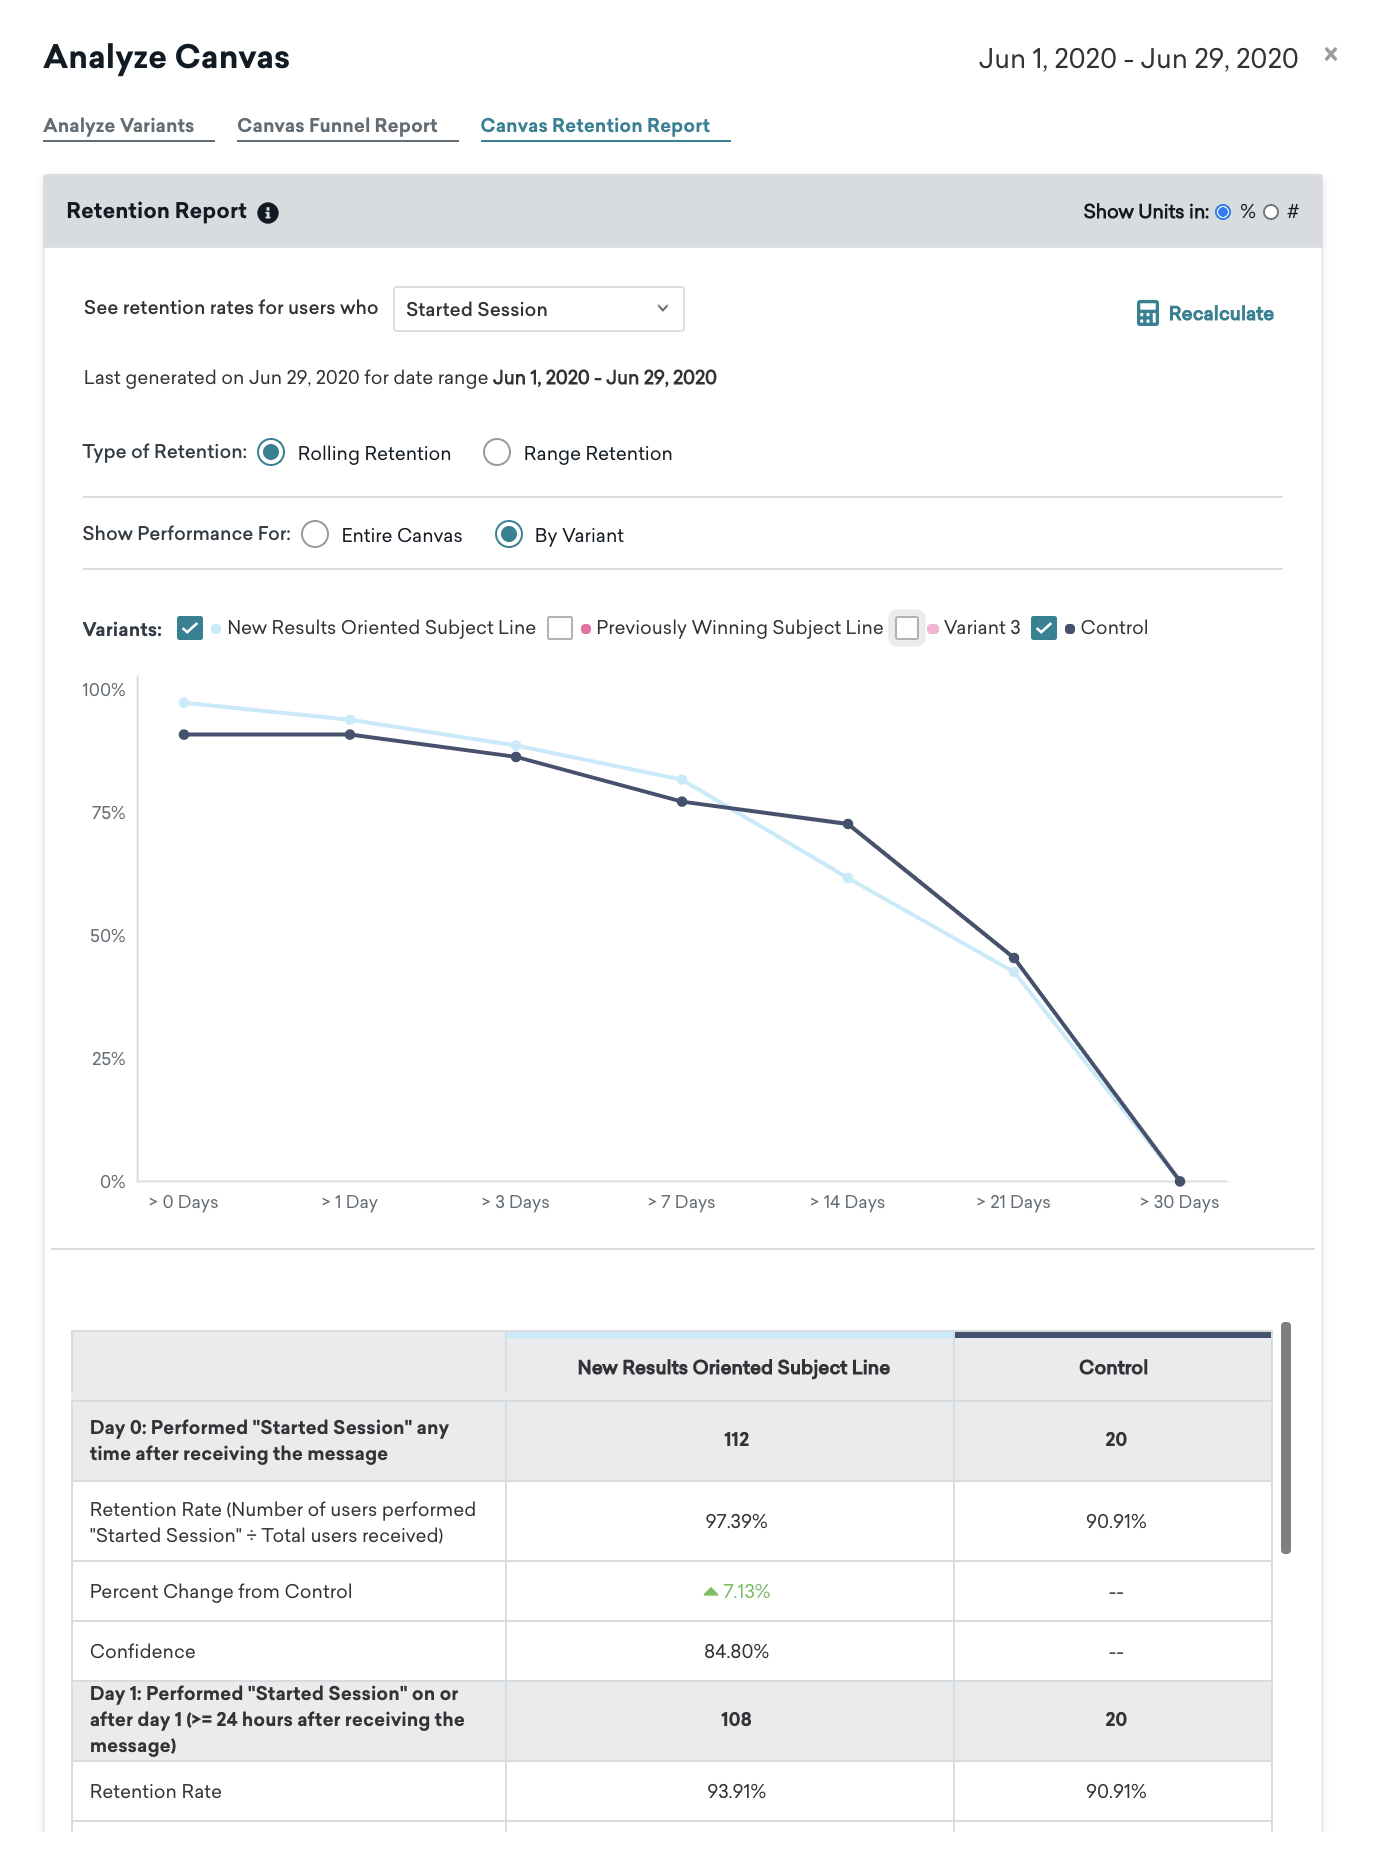 Analyze Canvas
Jun 1, 2020 - Jun 29, 2020 ×
Analyze Variants Canvas Funnel Report Canvas Retention Report
Retention Report
Show Units in: % #
See retention rates for users who Started Session
Recalculate
Last generated on Jun 29, 2020 for date range Jun 1, 2020 - Jun 29, 2020
Type of Retention: Rolling Retention Range Retention
Show Performance For: Entire Canvas By Variant
Variants: New Results Oriented Subject Line Previously Winning Subject Line Variant 3 Control
100%
75%
50%
25%
0%
> 0 Days > 1 Day > 3 Days > 7 Days > 14 Days > 21 Days > 30 Days
New Results Oriented Subject Line Control
Day 0: Performed "Started Session" any
time after receiving the message
112 20
Retention Rate (Number of users performed
"Started Session" ÷ Total users received)
97.39% 90.91%
Percent Change from Control 7.13% --
Confidence 84.80% --
Day 1: Performed "Started Session" on or
after day 1 (>= 24 hours after receiving the
message)
108 20
Retention Rate 93.91% 90.91%